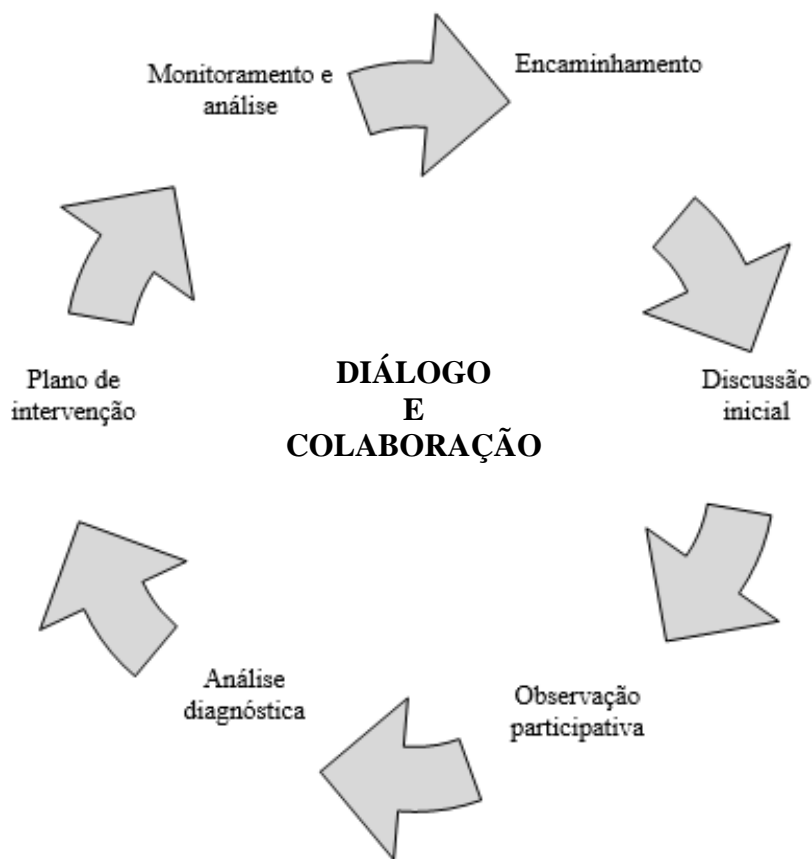 Monitoramento e
análise
Encaminhamento
Discussão
inicial
Observação
participativa
Análise
diagnóstica
Plano de
intervenção
DIÁLOGO
E
COLABORAÇÃO